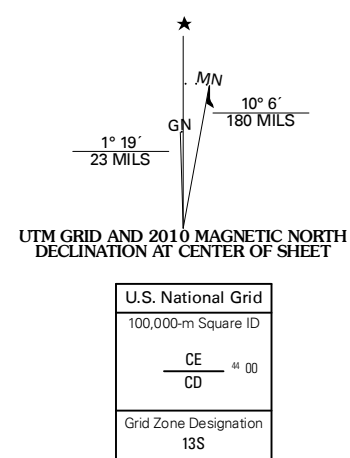 ★
MN
10° 6´
180 MILS
GN
1° 19´
23 MILS
UTM GRID AND 2010 MAGNETIC NORTH
DECLINATION AT CENTER OF SHEET
U.S. National Grid
100,000-m Square ID
CE
44 00
CD
Grid Zone Designation
13S